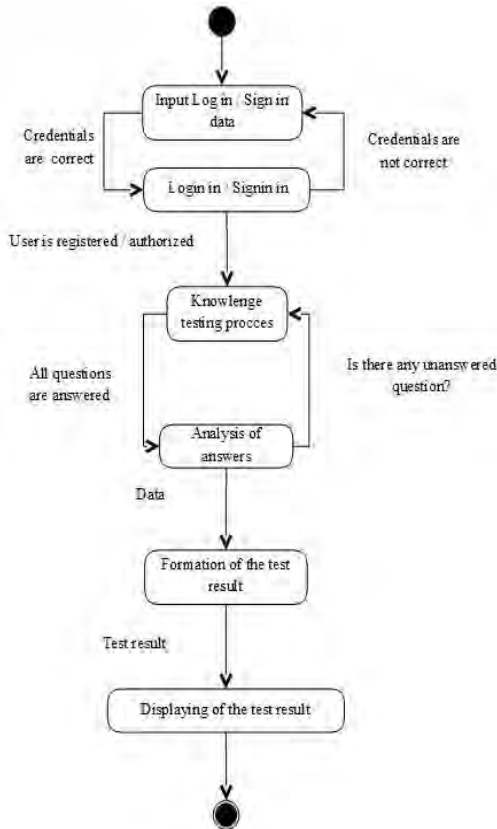 Input Log in / Sign in
data
Credentials
are correct
Credentials are
not correct
Login in / Signin in
User is registered / authorized
Knowlenge
testing procces
All questions
are answered
Is there any unanswered
question?
Analysis of
answers
Data
Formation of the test
result
Test result
Displaying of the test result